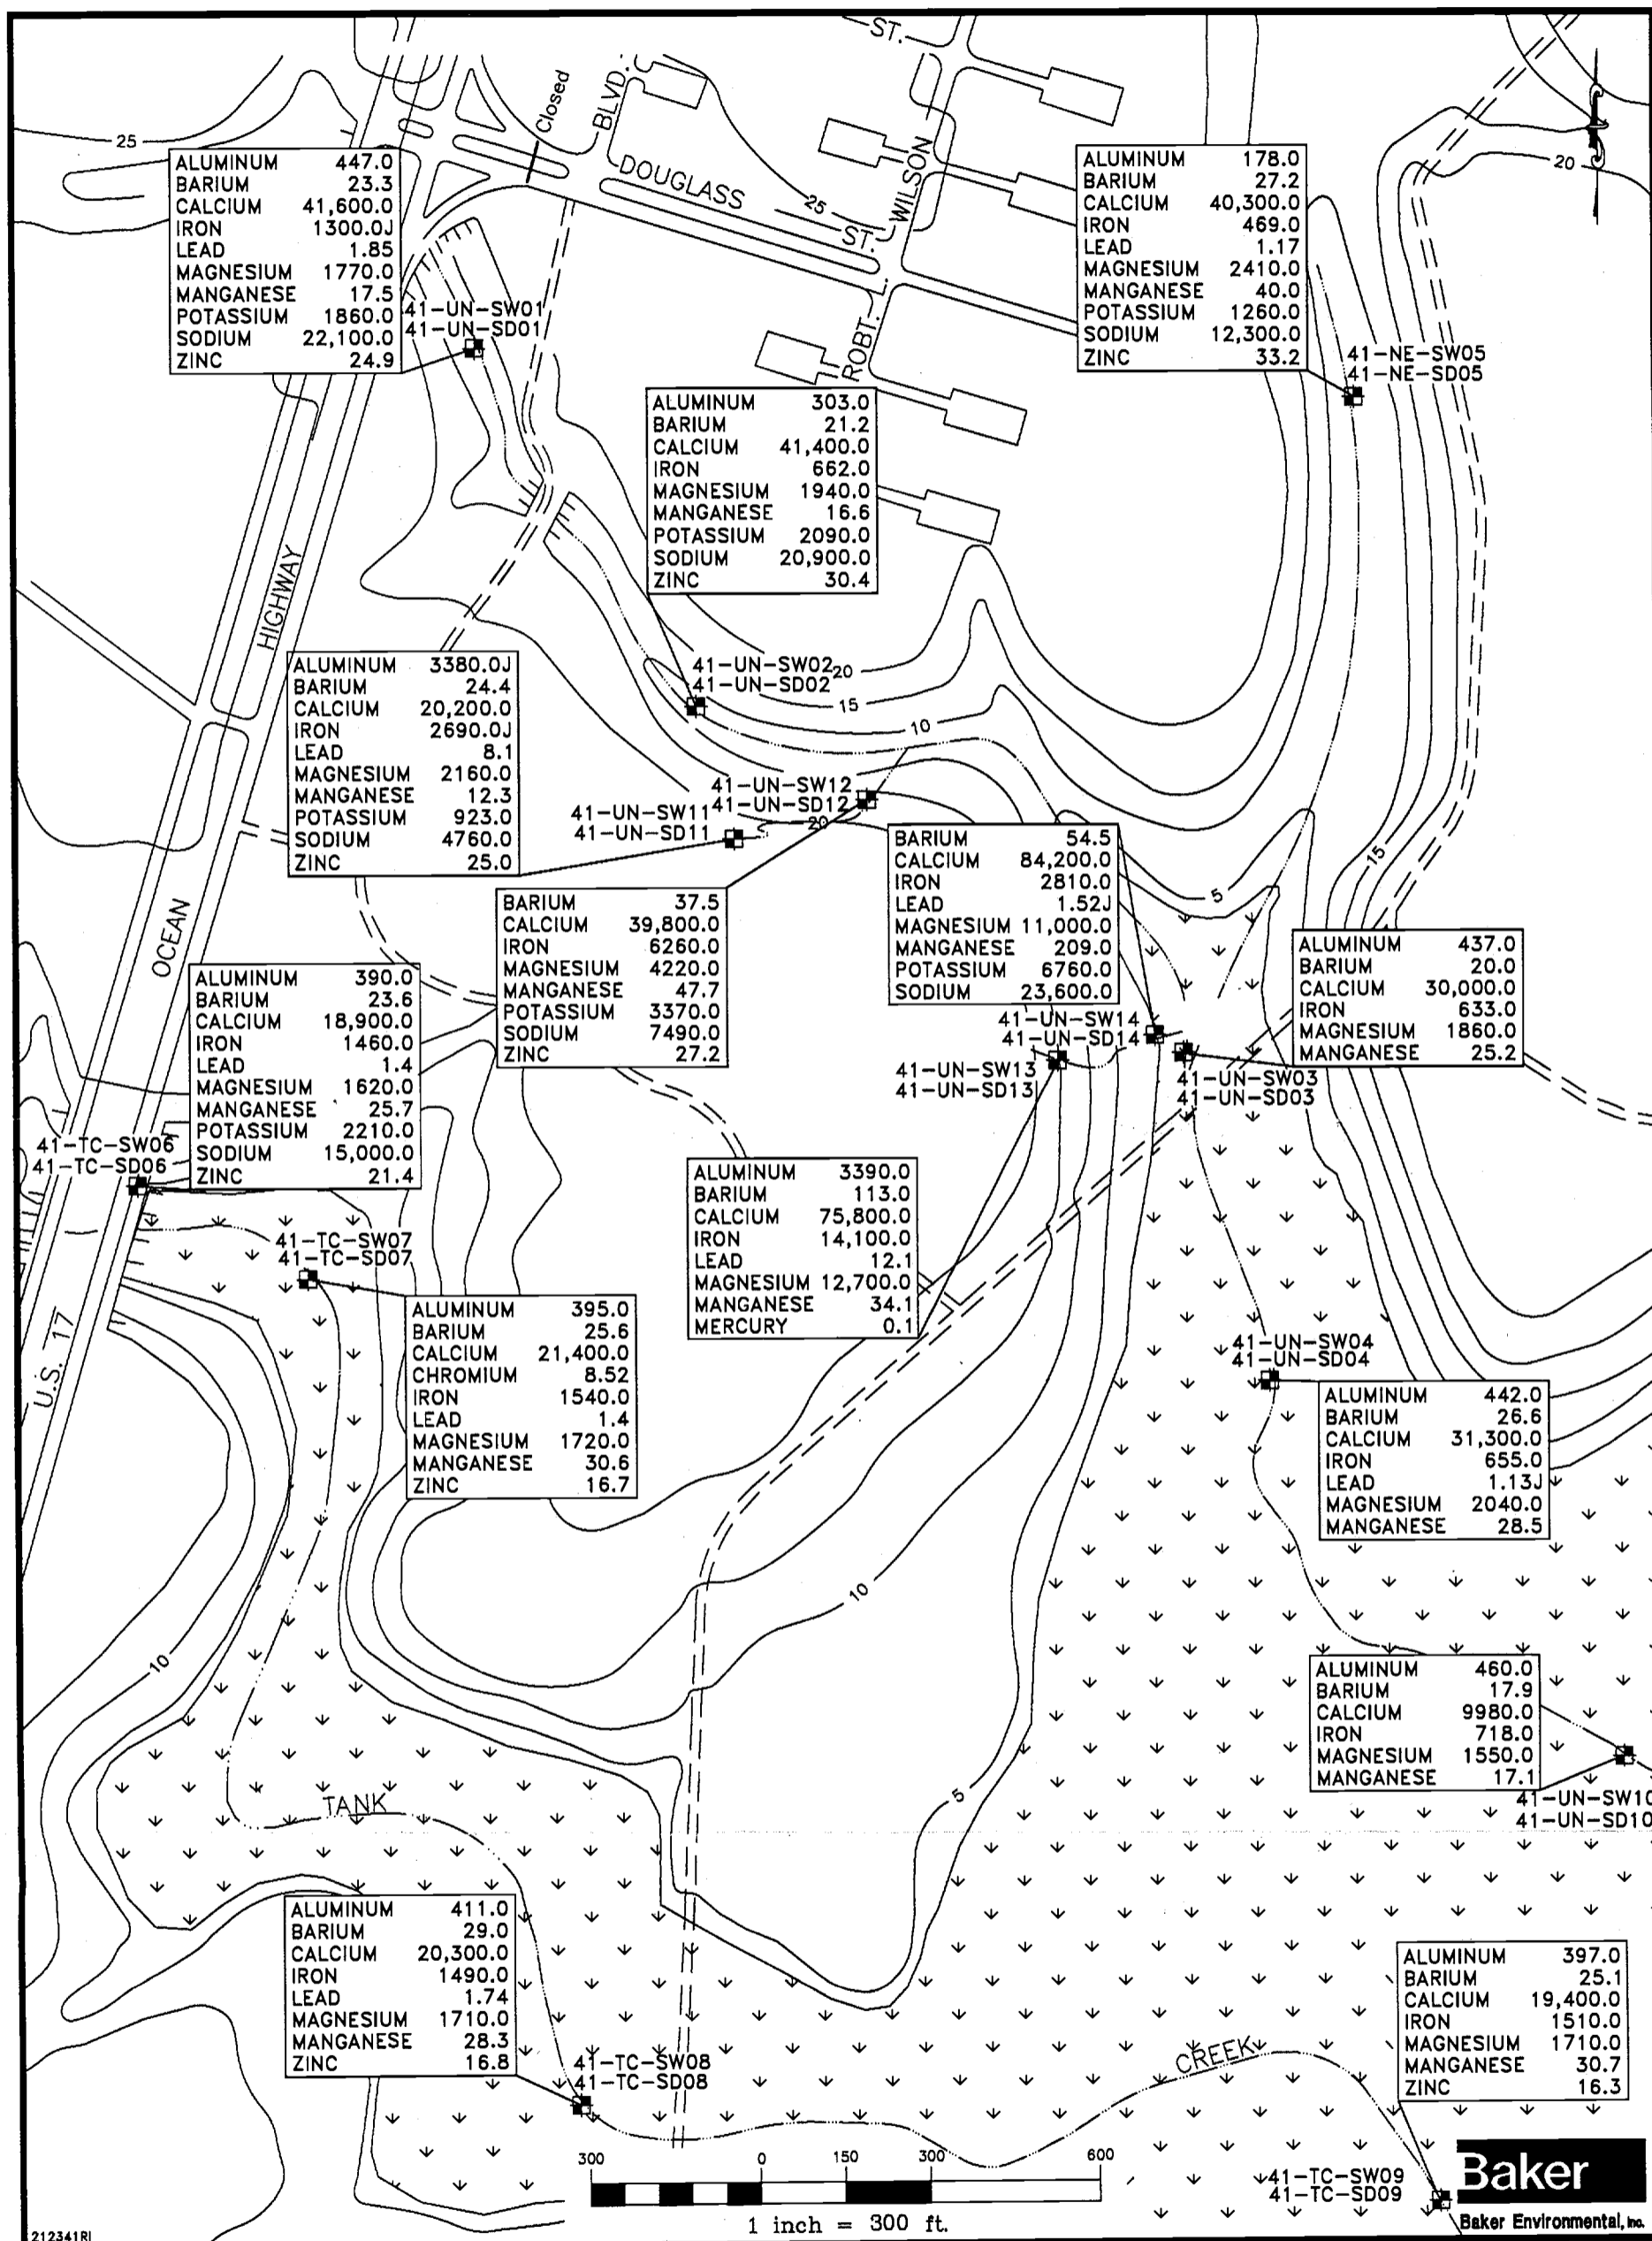 ST.
Closed
BLVD.
25
DOUGLASS
ST.
25
WILSON
ROBT.
20
ALUMINUM 447.0
BARIUM 23.3
CALCIUM 41,600.0
IRON 1300.0J
LEAD 1.85
MAGNESIUM 1770.0
MANGANESE 17.5
POTASSIUM 1860.0
SODIUM 22,100.0
ZINC 24.9
41-UN-SW01
41-UN-SD01
ALUMINUM 178.0
BARIUM 27.2
CALCIUM 40,300.0
IRON 469.0
LEAD 1.17
MAGNESIUM 2410.0
MANGANESE 40.0
POTASSIUM 1260.0
SODIUM 12,300.0
ZINC 33.2
41-NE-SW05
41-NE-SD05
ALUMINUM 303.0
BARIUM 21.2
CALCIUM 41,400.0
IRON 662.0
MAGNESIUM 1940.0
MANGANESE 16.6
POTASSIUM 2090.0
SODIUM 20,900.0
ZINC 30.4
41-UN-SW02
41-UN-SD02
20
15
10
HIGHWAY
ALUMINUM 3380.0J
BARIUM 24.4
CALCIUM 20,200.0
IRON 2690.0J
LEAD 8.1
MAGNESIUM 2160.0
MANGANESE 12.3
POTASSIUM 923.0
SODIUM 4760.0
ZINC 25.0
41-UN-SW11
41-UN-SD11
41-UN-SW12
41-UN-SD12
20
BARIUM 37.5
CALCIUM 39,800.0
IRON 6260.0
MAGNESIUM 4220.0
MANGANESE 47.7
POTASSIUM 3370.0
SODIUM 7490.0
ZINC 27.2
BARIUM 54.5
CALCIUM 84,200.0
IRON 2810.0
LEAD 1.52J
MAGNESIUM 11,000.0
MANGANESE 209.0
POTASSIUM 6760.0
SODIUM 23,600.0
41-UN-SW14
41-UN-SD14
5
15
ALUMINUM 437.0
BARIUM 20.0
CALCIUM 30,000.0
IRON 633.0
MAGNESIUM 1860.0
MANGANESE 25.2
41-UN-SW03
41-UN-SD03
41-UN-SW13
41-UN-SD13
OCEAN
ALUMINUM 390.0
BARIUM 23.6
CALCIUM 18,900.0
IRON 1460.0
LEAD 1.4
MAGNESIUM 1620.0
MANGANESE 25.7
POTASSIUM 2210.0
SODIUM 15,000.0
ZINC 21.4
41-TC-SW06
41-TC-SD06
41-TC-SW07
41-TC-SD07
ALUMINUM 3390.0
BARIUM 113.0
CALCIUM 75,800.0
IRON 14,100.0
LEAD 12.1
MAGNESIUM 12,700.0
MANGANESE 34.1
MERCURY 0.1
U.S. 17
ALUMINUM 395.0
BARIUM 25.6
CALCIUM 21,400.0
CHROMIUM 8.52
IRON 1540.0
LEAD 1.4
MAGNESIUM 1720.0
MANGANESE 30.6
ZINC 16.7
41-UN-SW04
41-UN-SD04
ALUMINUM 442.0
BARIUM 26.6
CALCIUM 31,300.0
IRON 655.0
LEAD 1.13J
MAGNESIUM 2040.0
MANGANESE 28.5
10
10
ALUMINUM 460.0
BARIUM 17.9
CALCIUM 9980.0
IRON 718.0
MAGNESIUM 1550.0
MANGANESE 17.1
41-UN-SW10
41-UN-SD10
5
TANK
ALUMINUM 411.0
BARIUM 29.0
CALCIUM 20,300.0
IRON 1490.0
LEAD 1.74
MAGNESIUM 1710.0
MANGANESE 28.3
ZINC 16.8
41-TC-SW08
41-TC-SD08
CREEK
ALUMINUM 397.0
BARIUM 25.1
CALCIUM 19,400.0
IRON 1510.0
MAGNESIUM 1710.0
MANGANESE 30.7
ZINC 16.3
41-TC-SW09
41-TC-SD09
300 0 150 300 600
1 inch = 300 ft.
Baker
Baker Environmental, Inc.
212341RI